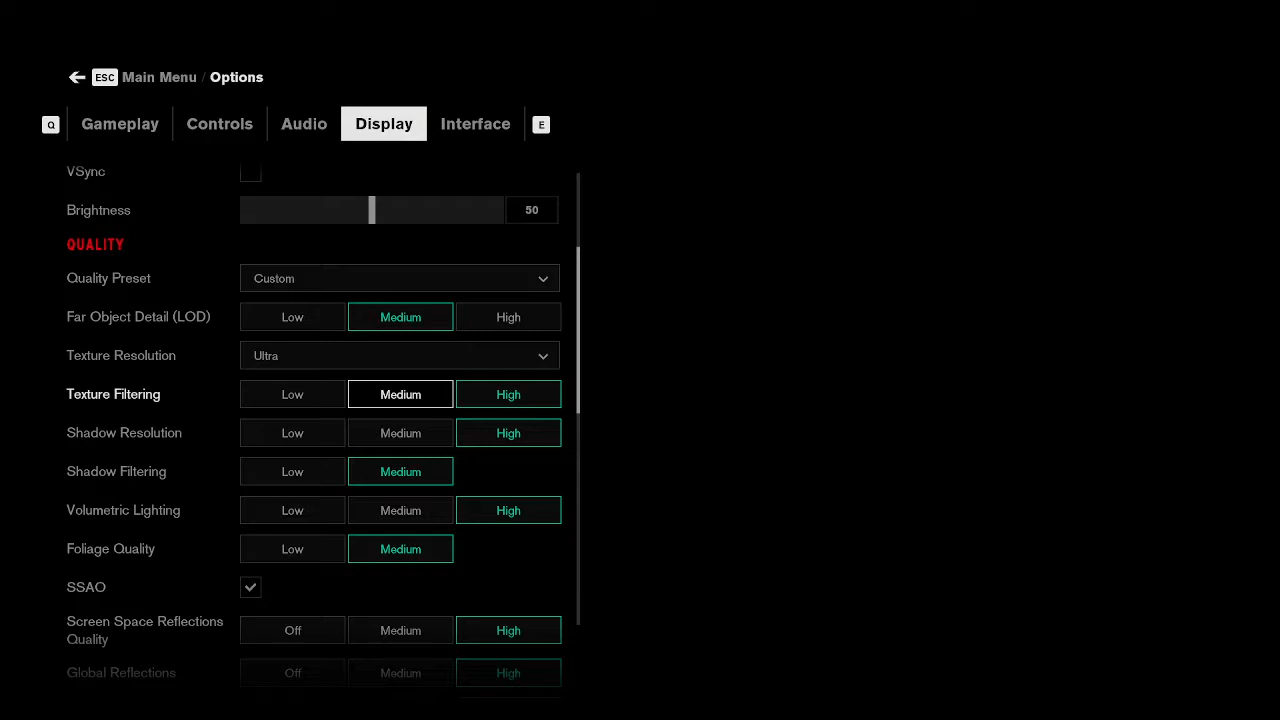 ESC Main Menu / Options
Q Gameplay Controls Audio Display Interface E
VSync
Brightness 50
QUALITY
Quality Preset Custom
Far Object Detail (LOD) Low Medium High
Texture Resolution Ultra
Texture Filtering Low Medium High
Shadow Resolution Low Medium High
Shadow Filtering Low Medium
Volumetric Lighting Low Medium High
Foliage Quality Low Medium
SSAO
Screen Space Reflections
Quality Off Medium High
Global Reflections Off Medium High